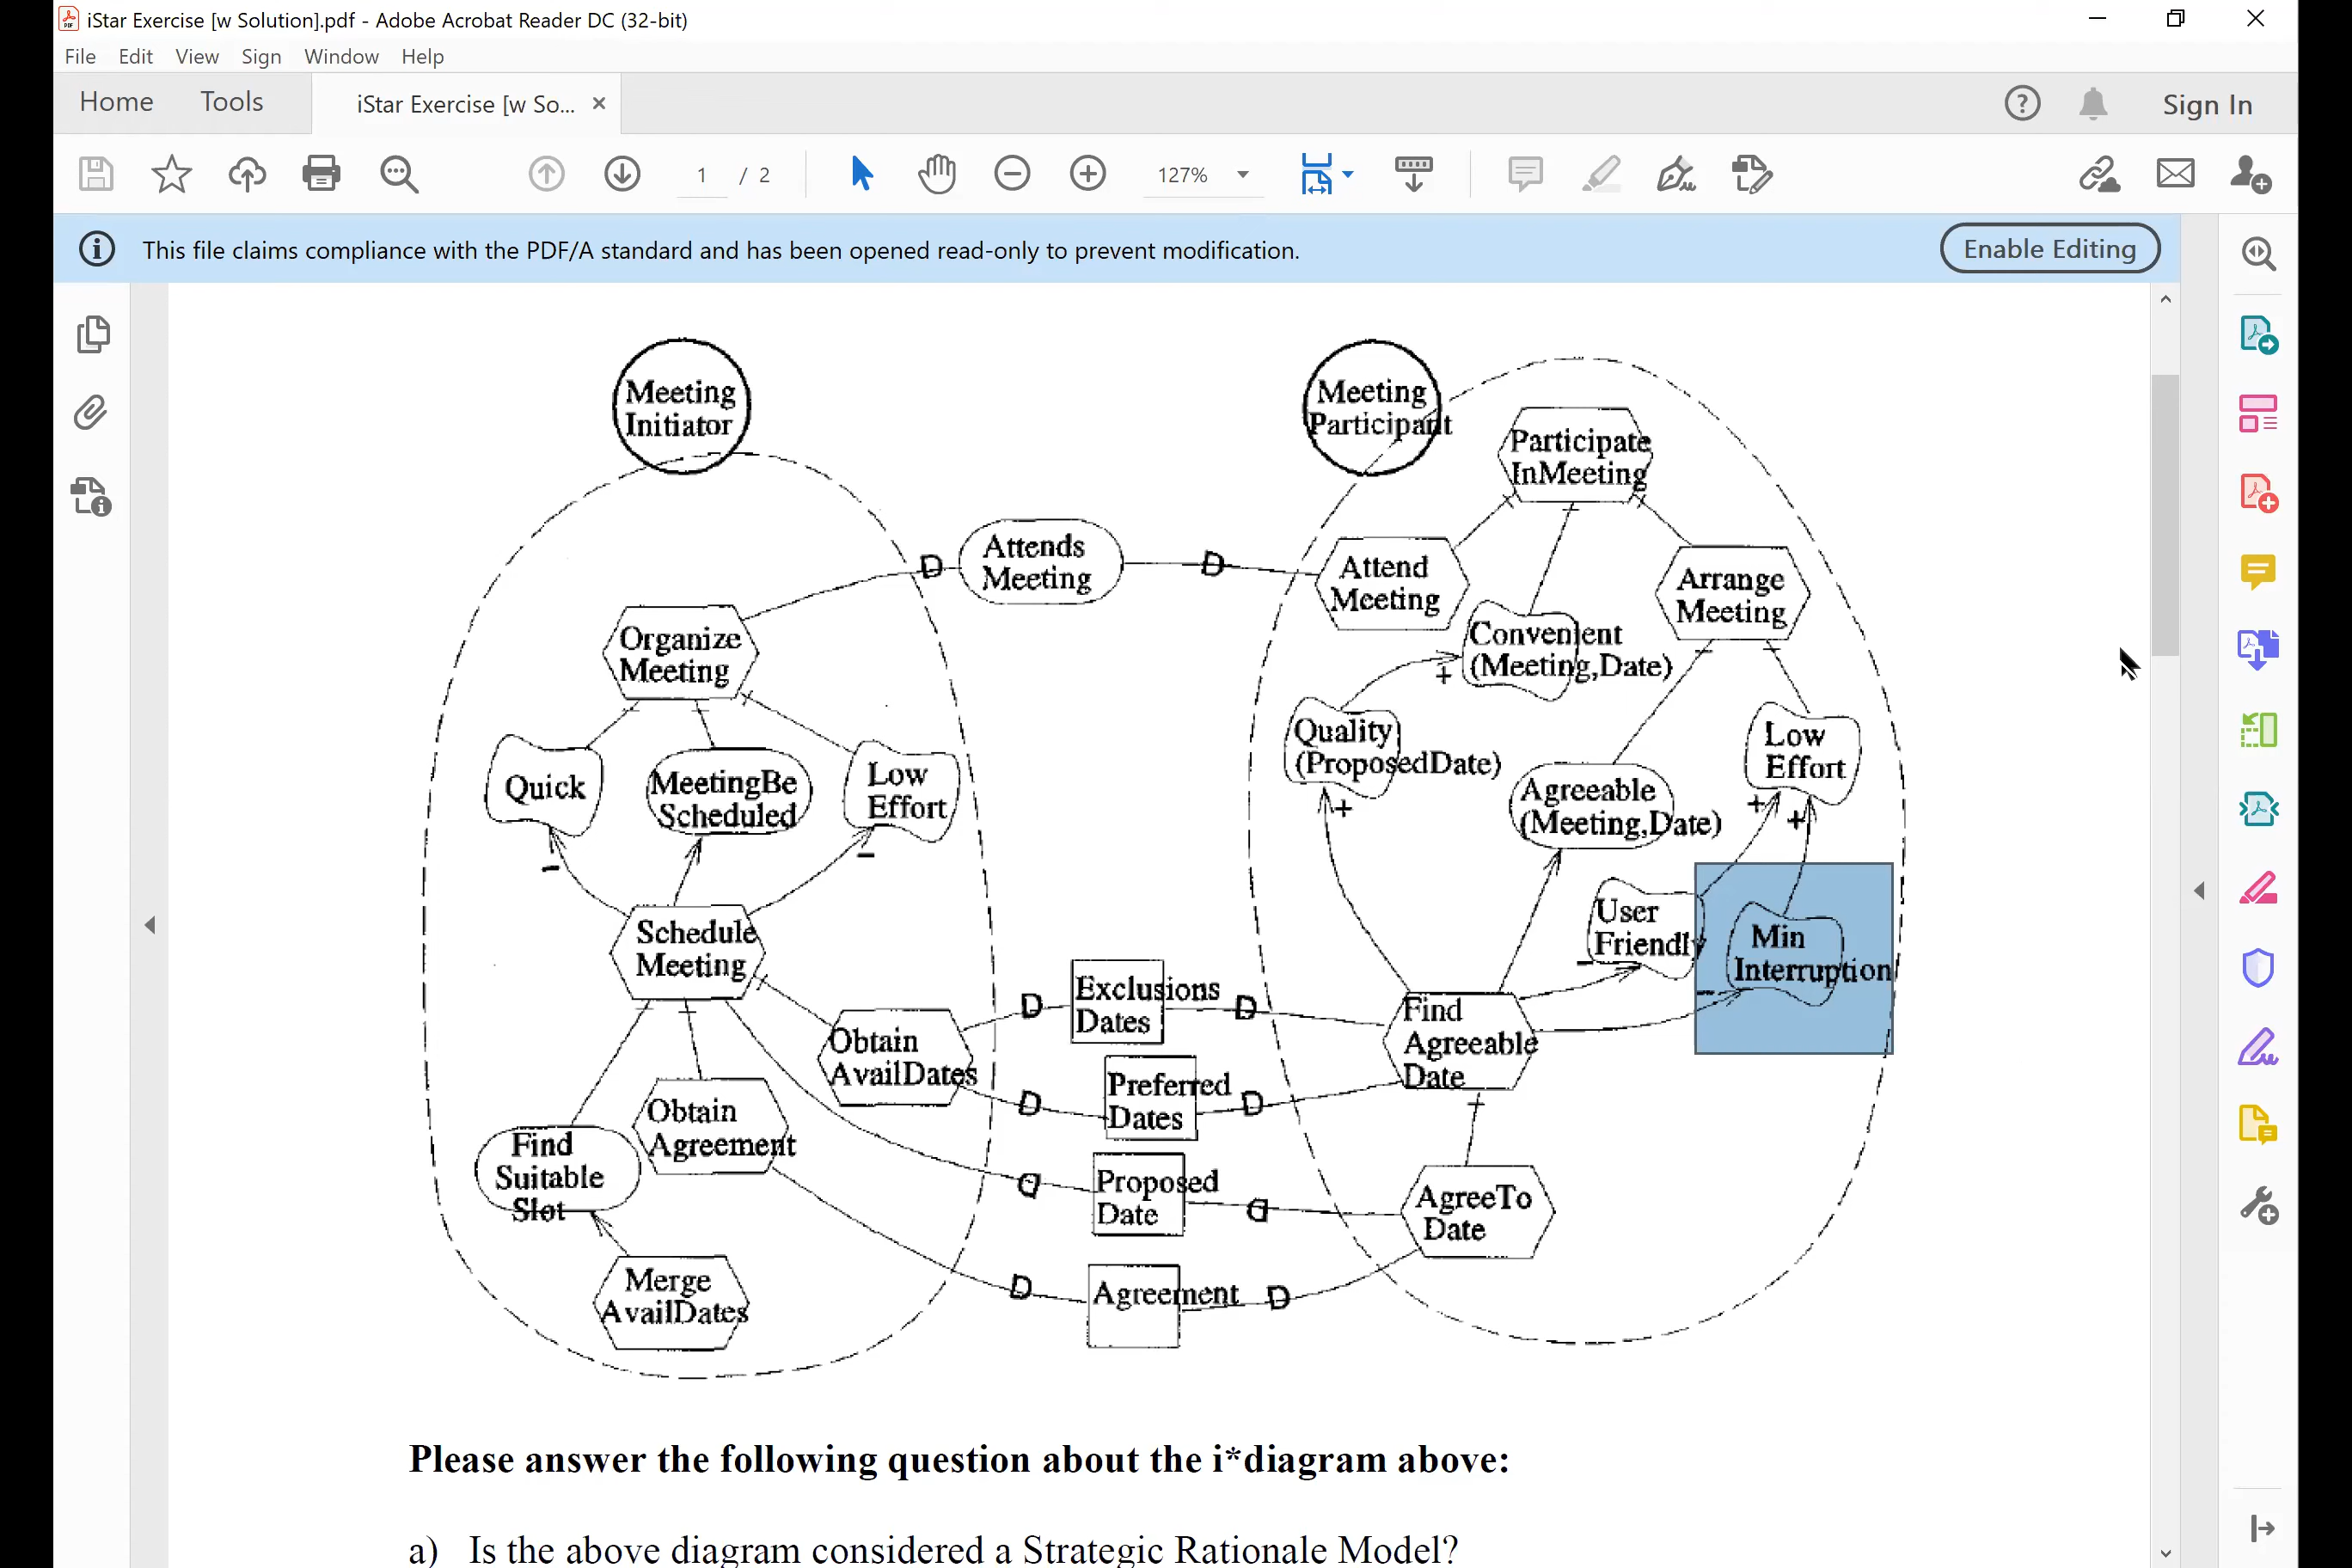 iStar Exercise [w Solution].pdf - Adobe Acrobat Reader DC (32-bit)
File Edit View Sign Window Help
Home Tools iStar Exercise [w So... × Sign In
1 / 2 127%
This file claims compliance with the PDF/A standard and has been opened read-only to prevent modification. Enable Editing
Meeting
Initiator
Meeting
Participant
Participate
InMeeting
Attends
Meeting
D
D
Attend
Meeting
Arrange
Meeting
Organize
Meeting
Convenient
(Meeting,Date)
+
Quality
(ProposedDate)
+
Low
Effort
+
+
Quick
MeetingBe
Scheduled
Low
Effort
-
-
Agreeable
(Meeting,Date)
User
Friendly
-
Min
Interruption
-
Schedule
Meeting
Exclusions
Dates
D
D
Find
Agreeable
Date
Obtain
AvailDates
Preferred
Dates
D
D
Obtain
Agreement
Find
Suitable
Slot
Proposed
Date
D
D
AgreeTo
Date
Merge
AvailDates
Agreement
D
D
Please answer the following question about the i*diagram above:
a) Is the above diagram considered a Strategic Rationale Model?